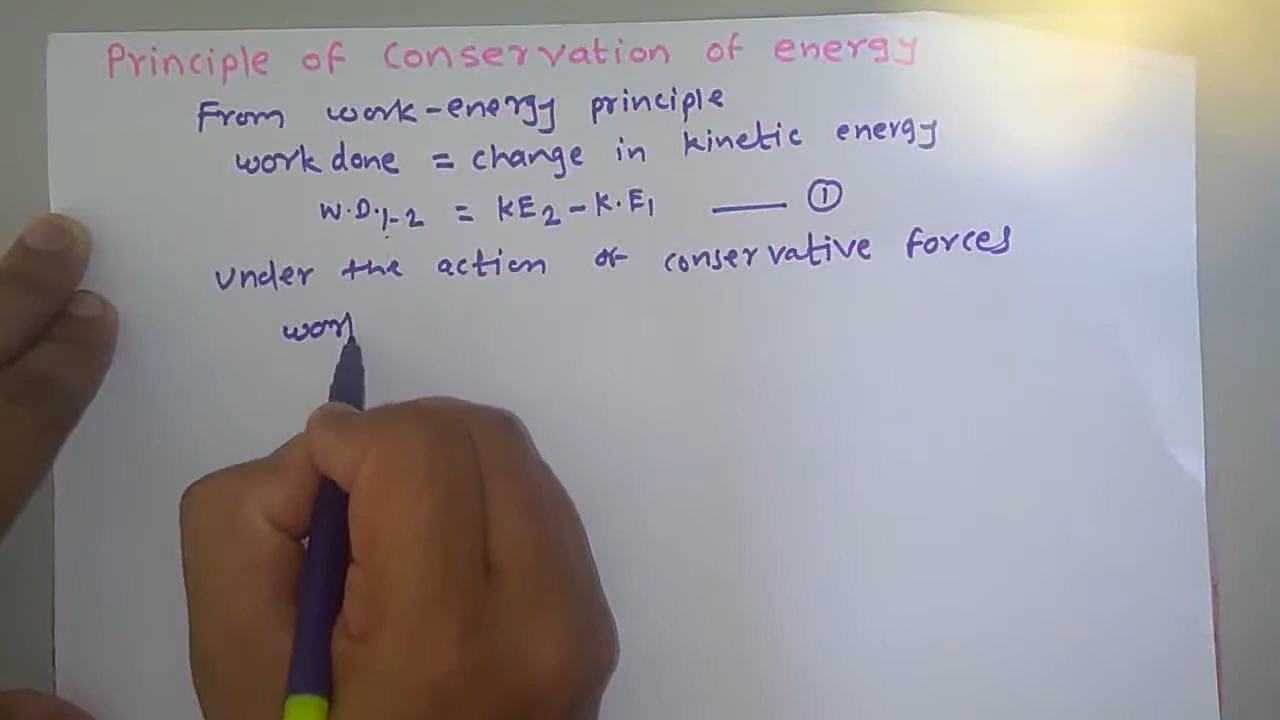 Principle of Conservation of energy
From work-energy principle
work done = change in kinetic energy
W.D.1-2 = KE2 - K.E1 —— ①
under the action of conservative forces
work